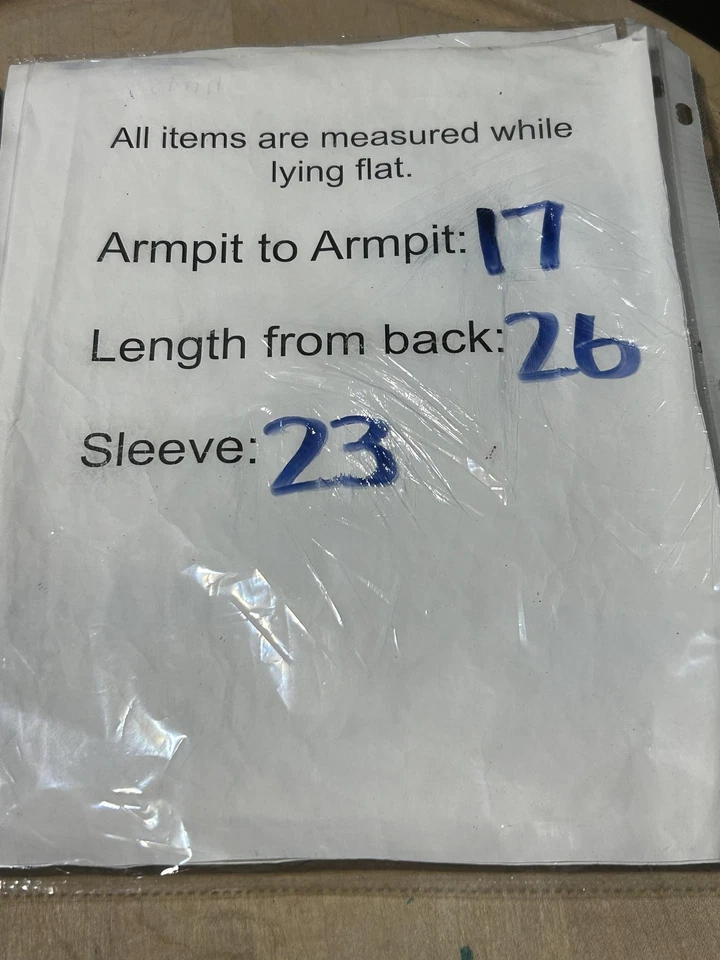 All items are measured while
lying flat.
Armpit to Armpit: 17
Length from back: 26
Sleeve: 23